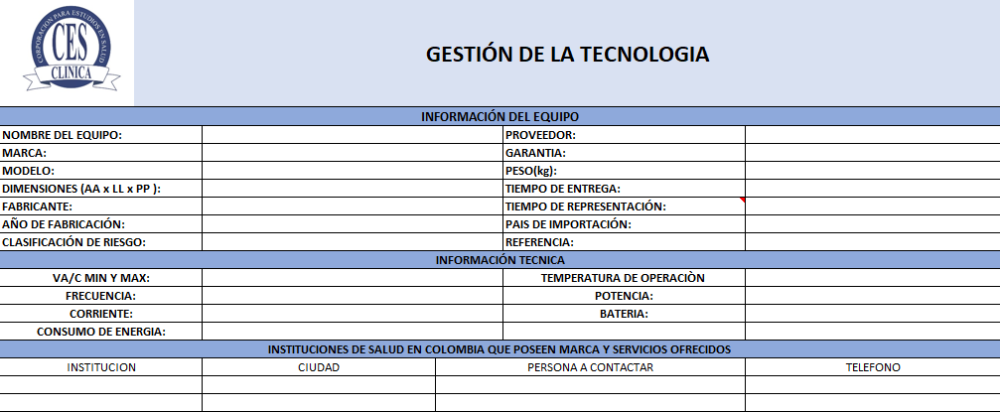 CORPORACION PARA ESTUDIOS EN SALUD
CES
CLINICA
GESTIÓN DE LA TECNOLOGIA
INFORMACIÓN DEL EQUIPO
NOMBRE DEL EQUIPO: PROVEEDOR:
MARCA: GARANTIA:
MODELO: PESO(kg):
DIMENSIONES (AA x LL x PP ): TIEMPO DE ENTREGA:
FABRICANTE: TIEMPO DE REPRESENTACIÓN:
AÑO DE FABRICACIÓN: PAIS DE IMPORTACIÓN:
CLASIFICACIÓN DE RIESGO: REFERENCIA:
INFORMACIÓN TECNICA
VA/C MIN Y MAX: TEMPERATURA DE OPERACIÒN
FRECUENCIA: POTENCIA:
CORRIENTE: BATERIA:
CONSUMO DE ENERGIA:
INSTITUCIONES DE SALUD EN COLOMBIA QUE POSEEN MARCA Y SERVICIOS OFRECIDOS
INSTITUCION CIUDAD PERSONA A CONTACTAR TELEFONO